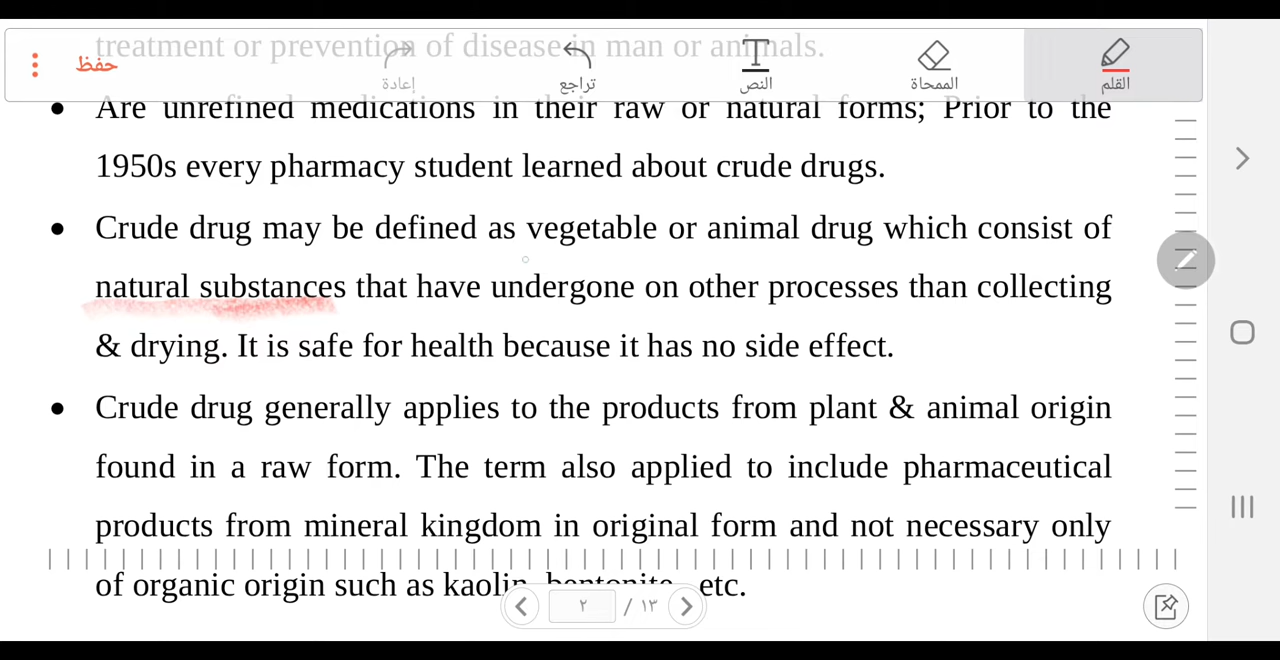 treatment or prevention of disease in man or animals.
حفظ
إعادة
تراجع
النص
الممحاة
القلم
• Are unrefined medications in their raw or natural forms; Prior to the
1950s every pharmacy student learned about crude drugs.
• Crude drug may be defined as vegetable or animal drug which consist of
natural substances that have undergone on other processes than collecting
& drying. It is safe for health because it has no side effect.
• Crude drug generally applies to the products from plant & animal origin
found in a raw form. The term also applied to include pharmaceutical
products from mineral kingdom in original form and not necessary only
of organic origin such as kaolin, bentonite, etc.
٢ / ١٣